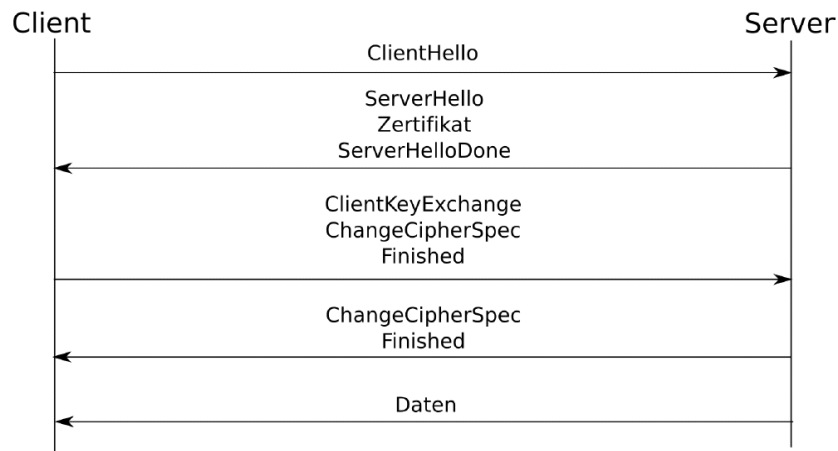 Client
Server
ClientHello
ServerHello
Zertifikat
ServerHelloDone
ClientKeyExchange
ChangeCipherSpec
Finished
ChangeCipherSpec
Finished
Daten